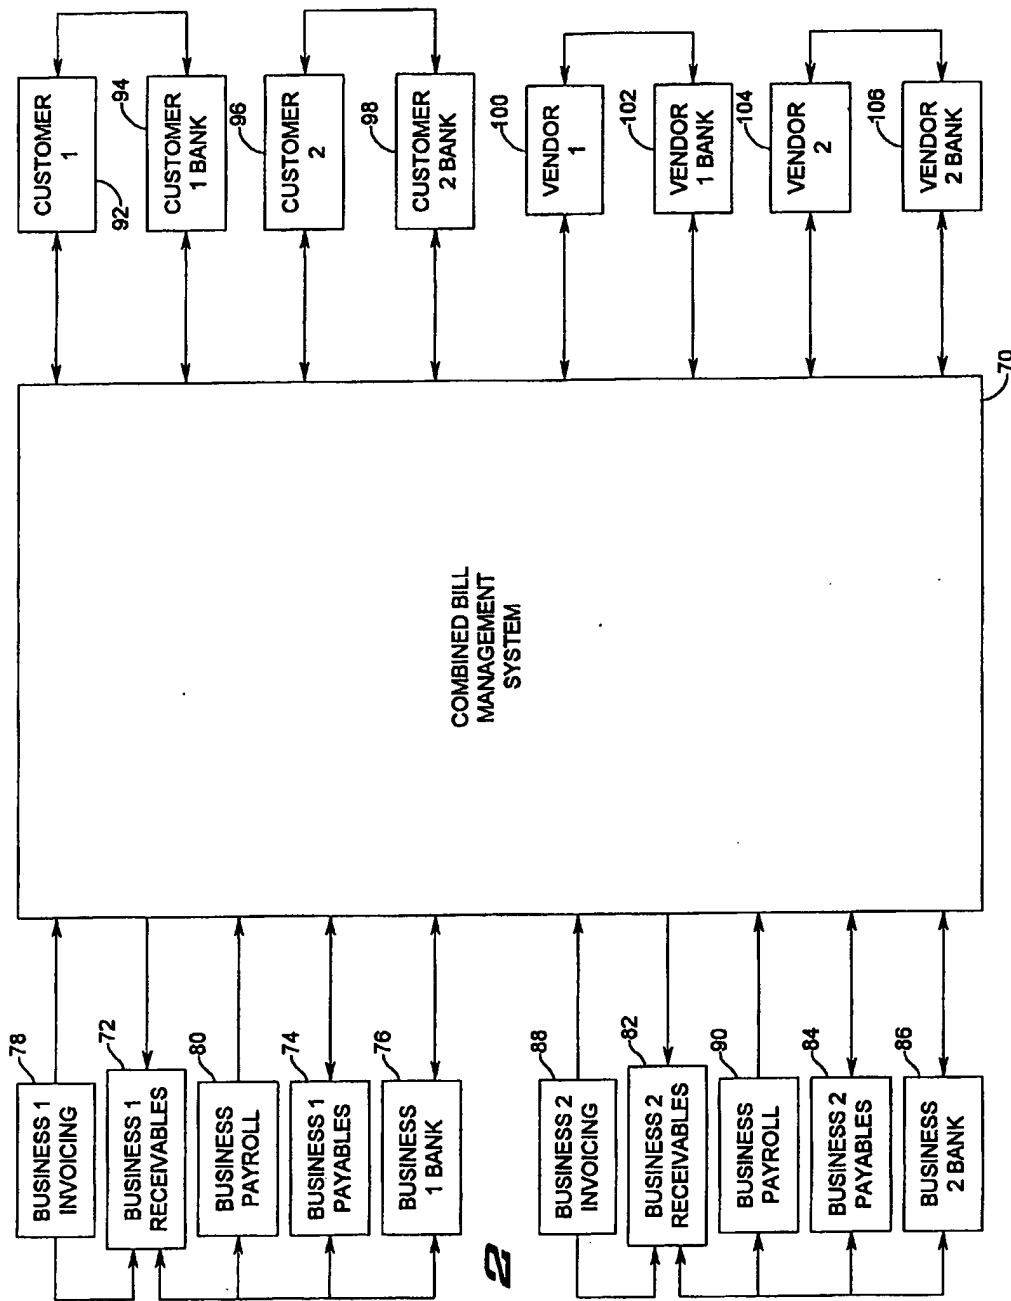 BUSINESS 1
INVOICING
78
BUSINESS 1
RECEIVABLES
72
BUSINESS
PAYROLL
80
BUSINESS 1
PAYABLES
74
BUSINESS
1 BANK
76
2
BUSINESS 2
INVOICING
88
BUSINESS 2
RECEIVABLES
82
BUSINESS
PAYROLL
90
BUSINESS 2
PAYABLES
84
BUSINESS
2 BANK
86
COMBINED BILL
MANAGEMENT
SYSTEM
70
CUSTOMER
1
92
CUSTOMER
1 BANK
94
CUSTOMER
2
96
CUSTOMER
2 BANK
98
VENDOR
1
100
VENDOR
1 BANK
102
VENDOR
2
104
VENDOR
2 BANK
106